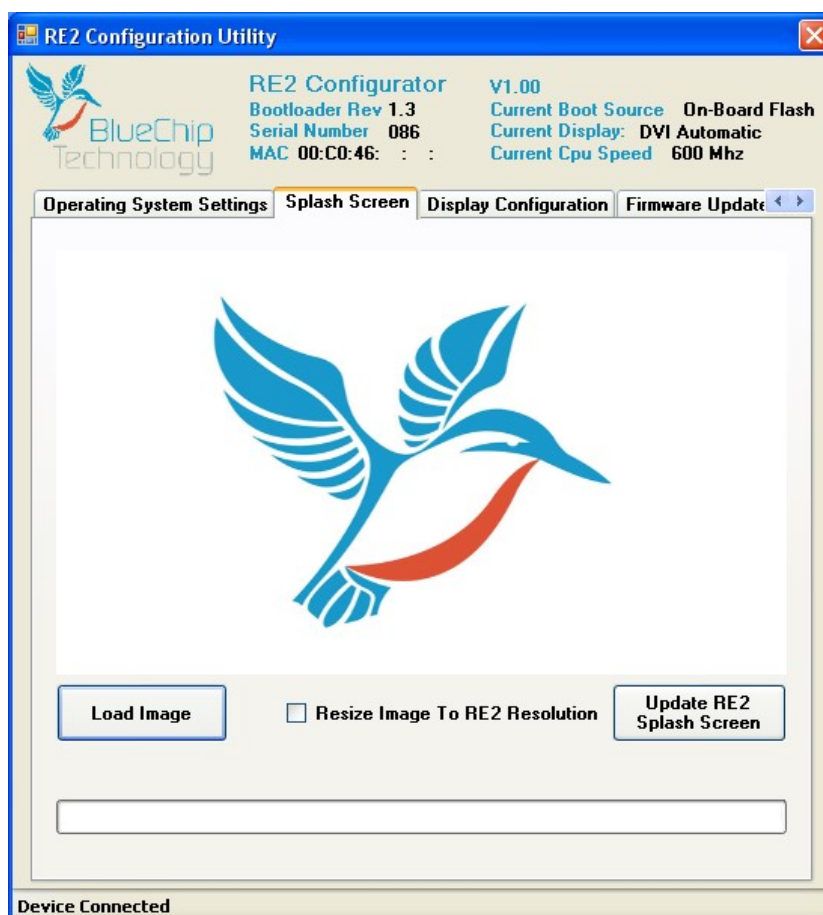 RE2 Configuration Utility
BlueChip
Technology
RE2 Configurator V1.00
Bootloader Rev 1.3 Current Boot Source On-Board Flash
Serial Number 086 Current Display: DVI Automatic
MAC 00:C0:46: : : Current Cpu Speed 600 Mhz
Operating System Settings Splash Screen Display Configuration Firmware Update
Load Image Resize Image To RE2 Resolution Update RE2
Splash Screen
Device Connected